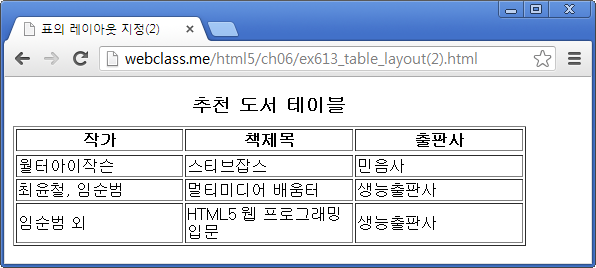 표의 레이아웃 지정(2)
webclass.me/html5/ch06/ex613_table_layout(2).html
추천 도서 테이블
작가 책제목 출판사
월터아이작슨 스티브잡스 민음사
최윤철, 임순범 멀티미디어 배움터 생능출판사
임순범 외 HTML5 웹 프로그래밍 입문 생능출판사